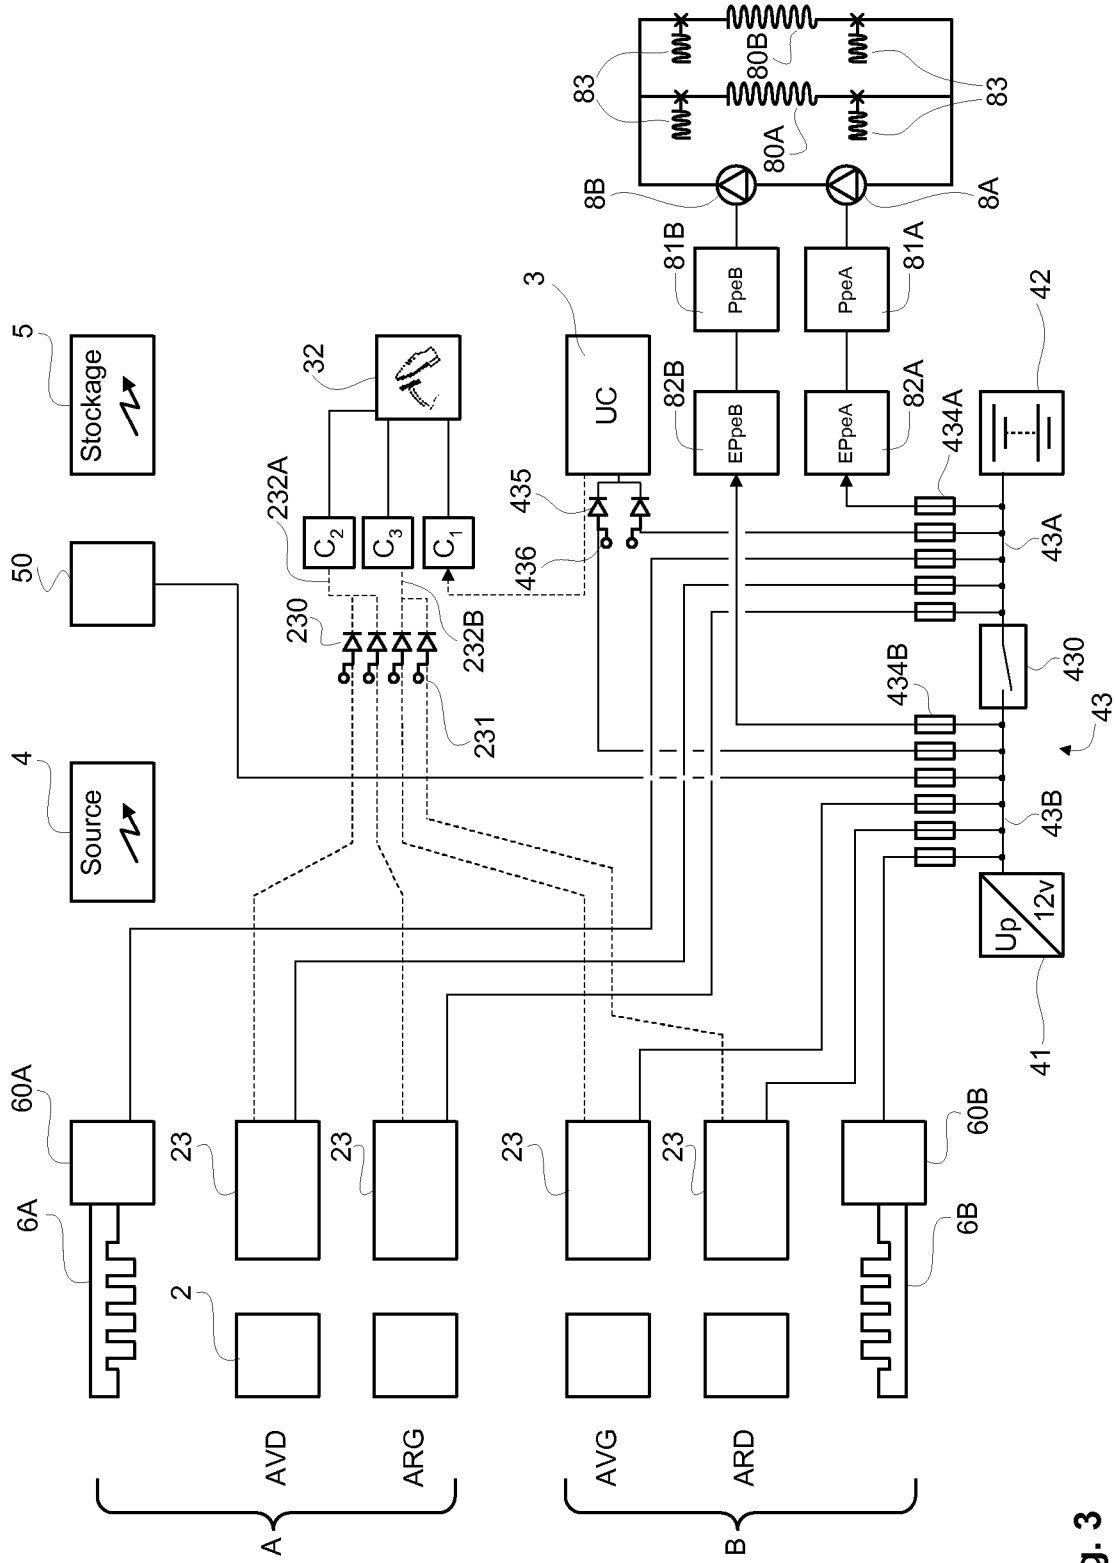 5
Stockage
50
4
Source
60A
6A
32
232A
C2
C3
C1
230
232B
231
23
23
23
23
2
AVD
ARG
AVG
ARD
A
B
3
UC
435
436
83
83
80B
80A
8B
8A
81B
81A
PpeB
PpeA
82B
82A
EPpeB
EPpeA
434A
434B
42
43A
430
43
43B
Up
12v
41
60B
6B
g. 3